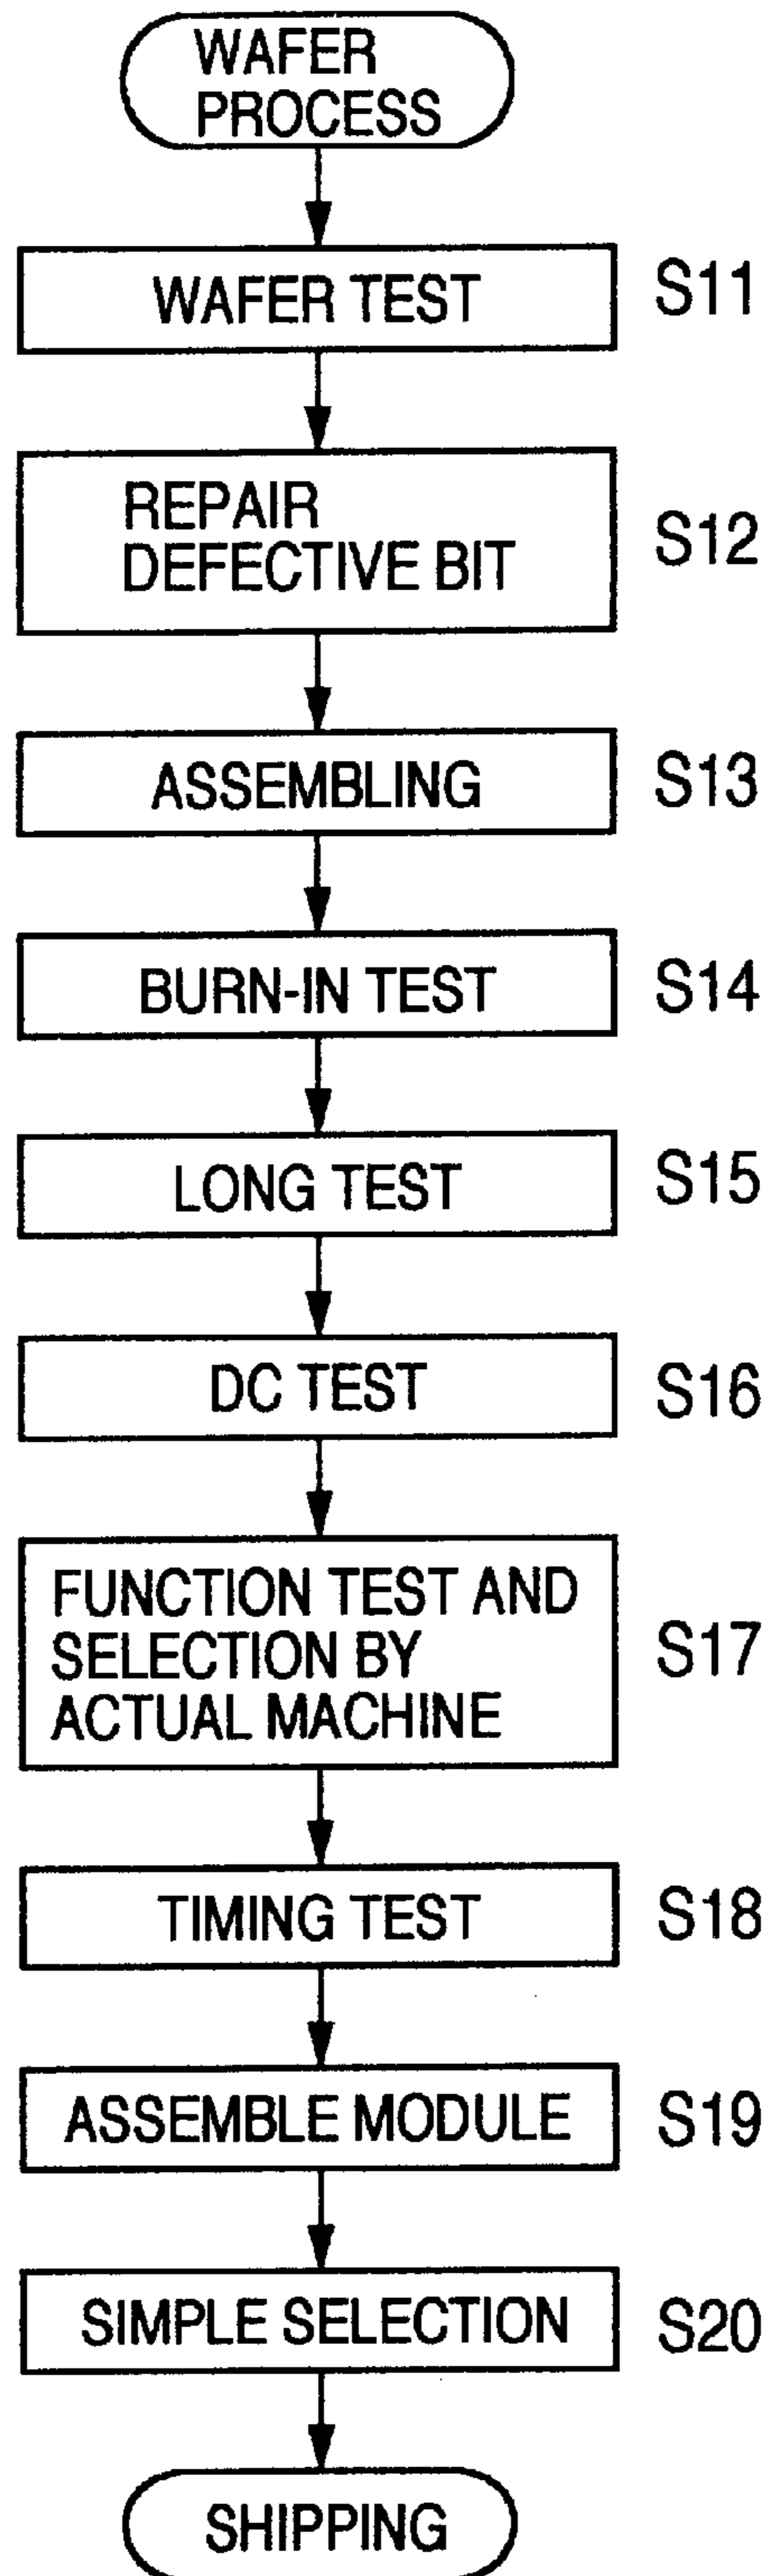 WAFER
PROCESS
WAFER TEST
S11
REPAIR
DEFECTIVE BIT
S12
ASSEMBLING
S13
BURN-IN TEST
S14
LONG TEST
S15
DC TEST
S16
FUNCTION TEST AND
SELECTION BY
ACTUAL MACHINE
S17
TIMING TEST
S18
ASSEMBLE MODULE
S19
SIMPLE SELECTION
S20
SHIPPING